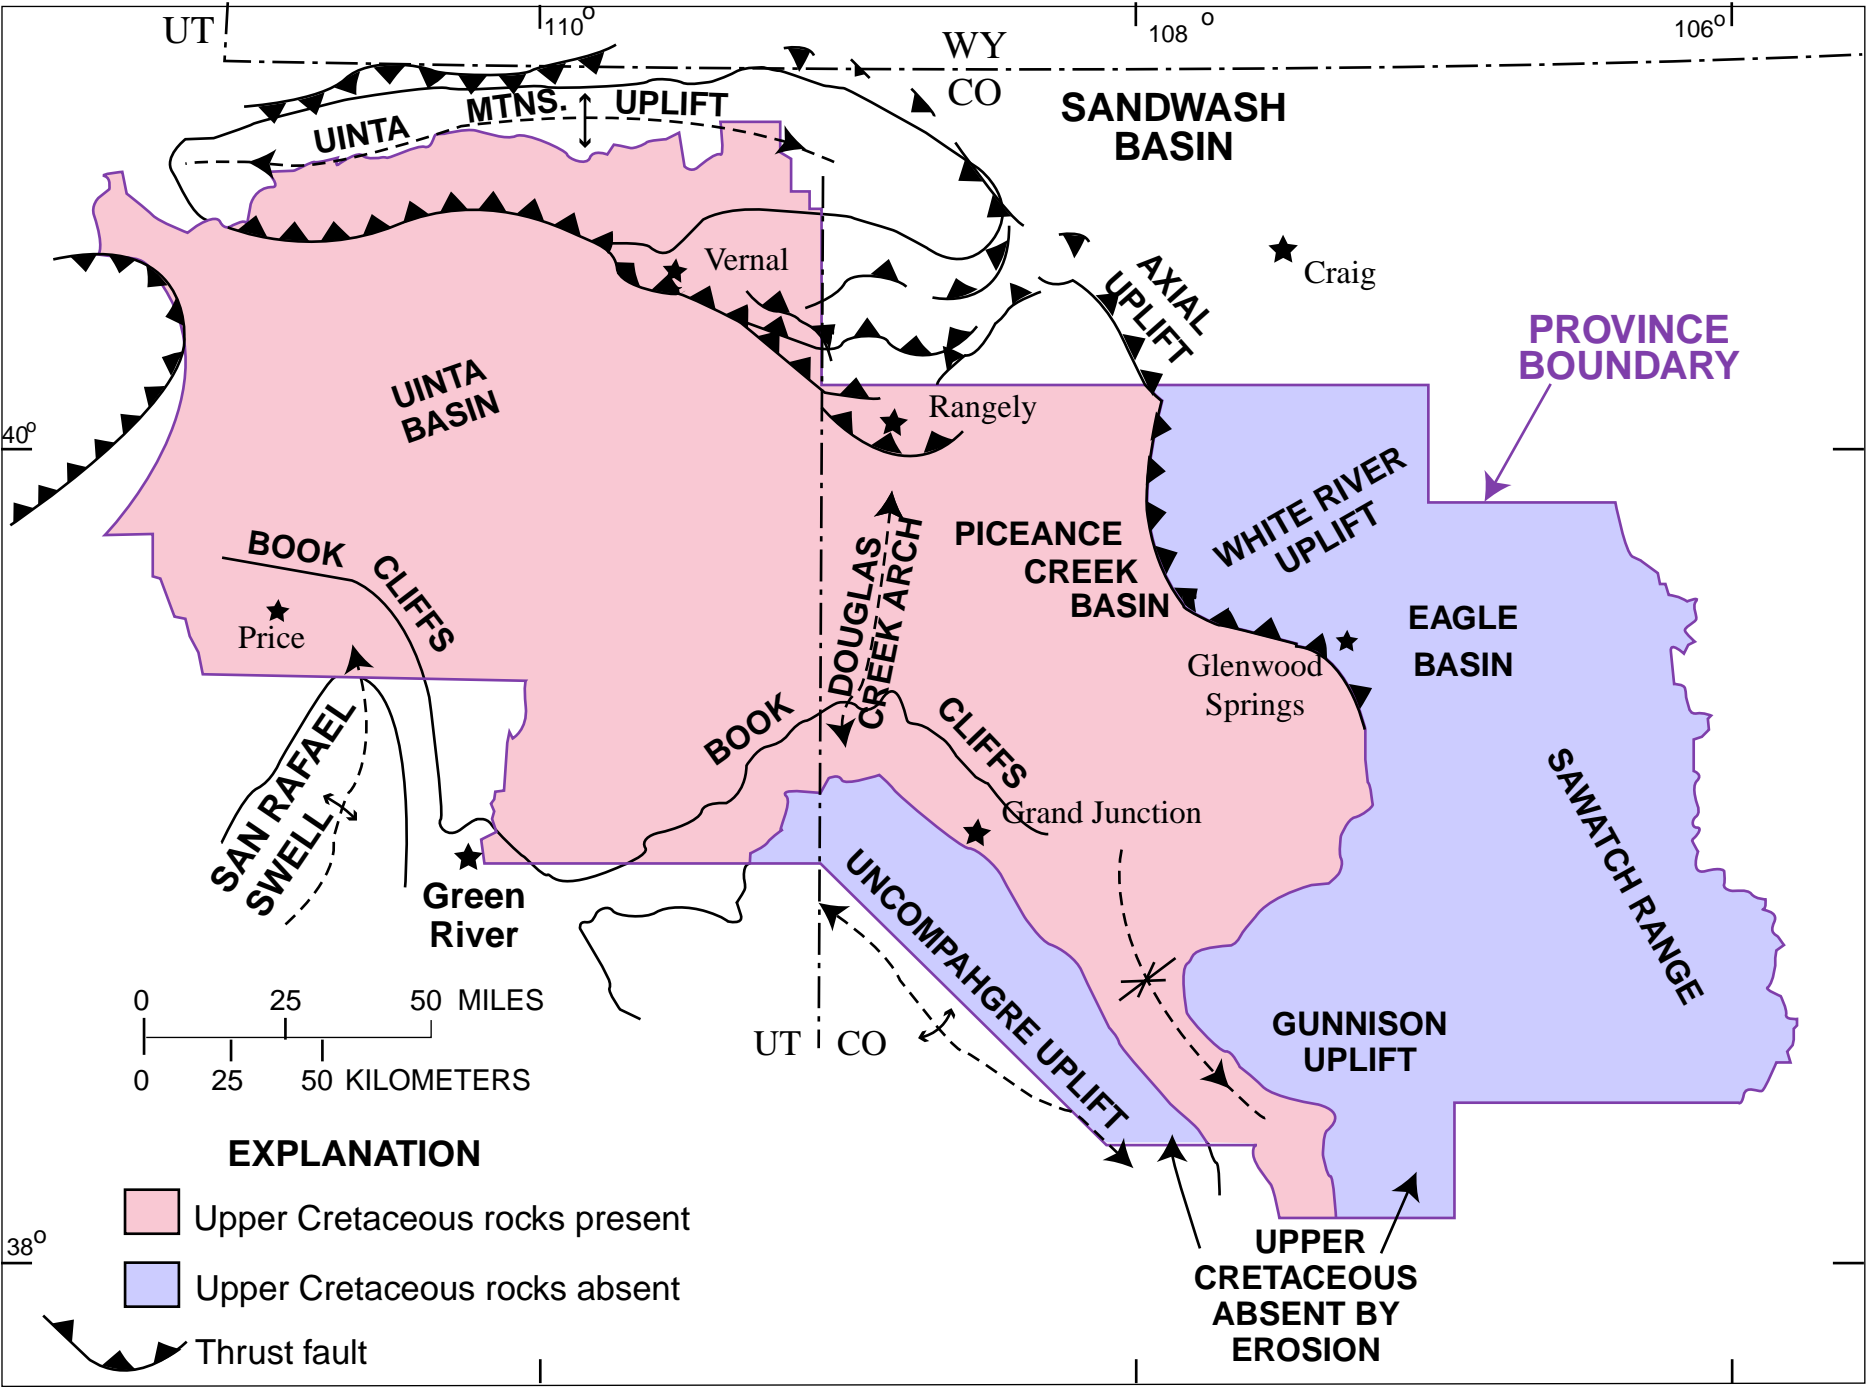 UT
110°
WY
108 °
106°
CO
SANDWASH
BASIN
UINTA MTNS. UPLIFT
Vernal
Craig
AXIAL
UPLIFT
PROVINCE
BOUNDARY
UINTA
BASIN
Rangely
40°
WHITE RIVER
UPLIFT
BOOK CLIFFS
DOUGLAS
CREEK ARCH
PICEANCE
CREEK
BASIN
Price
EAGLE
BASIN
Glenwood
Springs
SAN RAFAEL
SWELL
BOOK CLIFFS
SAWATCH RANGE
Grand Junction
Green
River
UNCOMPAHGRE UPLIFT
0 25 50 MILES
0 25 50 KILOMETERS
UT CO
GUNNISON
UPLIFT
EXPLANATION
Upper Cretaceous rocks present
38°
Upper Cretaceous rocks absent
Thrust fault
UPPER
CRETACEOUS
ABSENT BY
EROSION